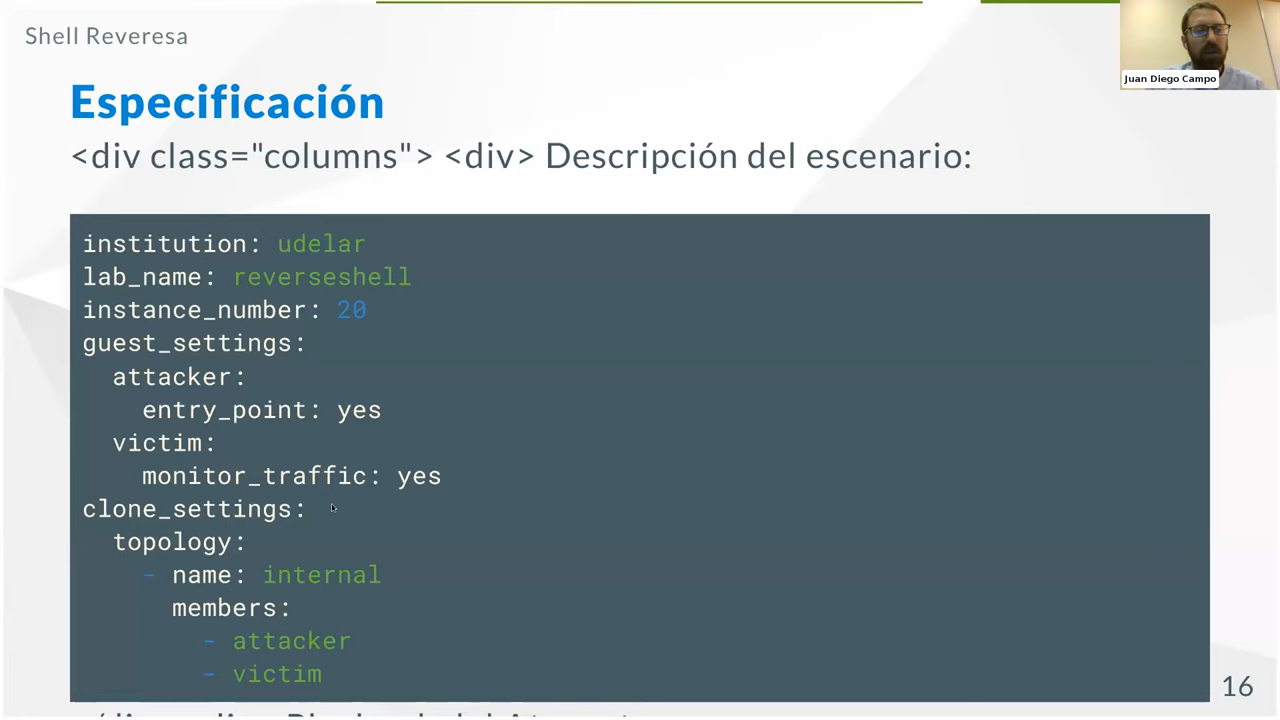 Shell Reveresa
Juan Diego Campo
Especificación
<div class="columns"> <div> Descripción del escenario:
institution: udelar
lab_name: reverseshell
instance_number: 20
guest_settings:
  attacker:
    entry_point: yes
  victim:
    monitor_traffic: yes
clone_settings:
  topology:
    - name: internal
      members:
        - attacker
        - victim
16